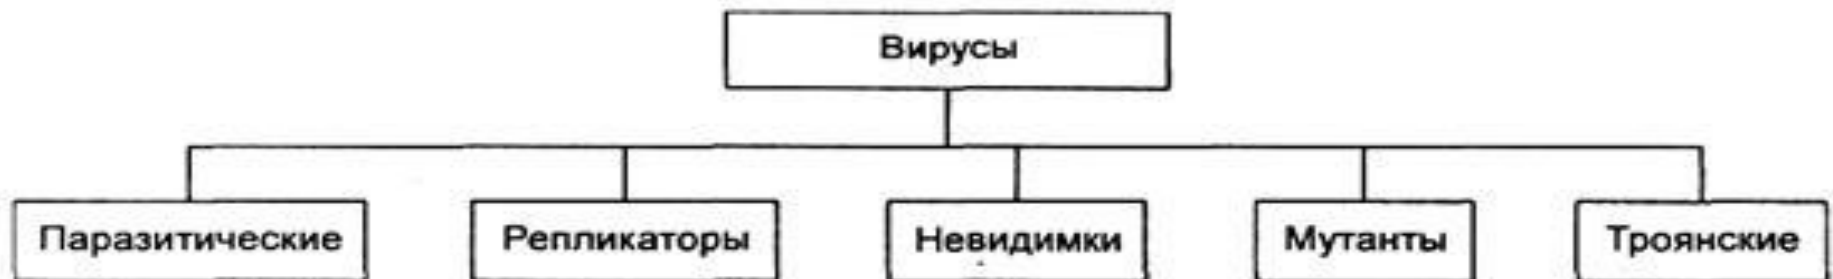 Вирусы
Паразитические
Репликаторы
Невидимки
Мутанты
Троянские